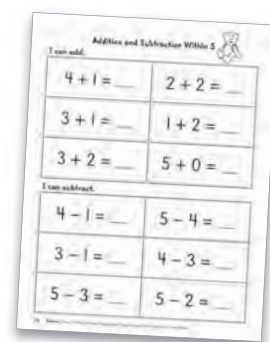 Addition and Subtraction Within 5
I can add.
4 + 1 = __ 2 + 2 = __
3 + 1 = __ 1 + 2 = __
3 + 2 = __ 5 + 0 = __
I can subtract.
4 – 1 = __ 5 – 4 = __
3 – 1 = __ 4 – 3 = __
5 – 3 = __ 5 – 2 = __